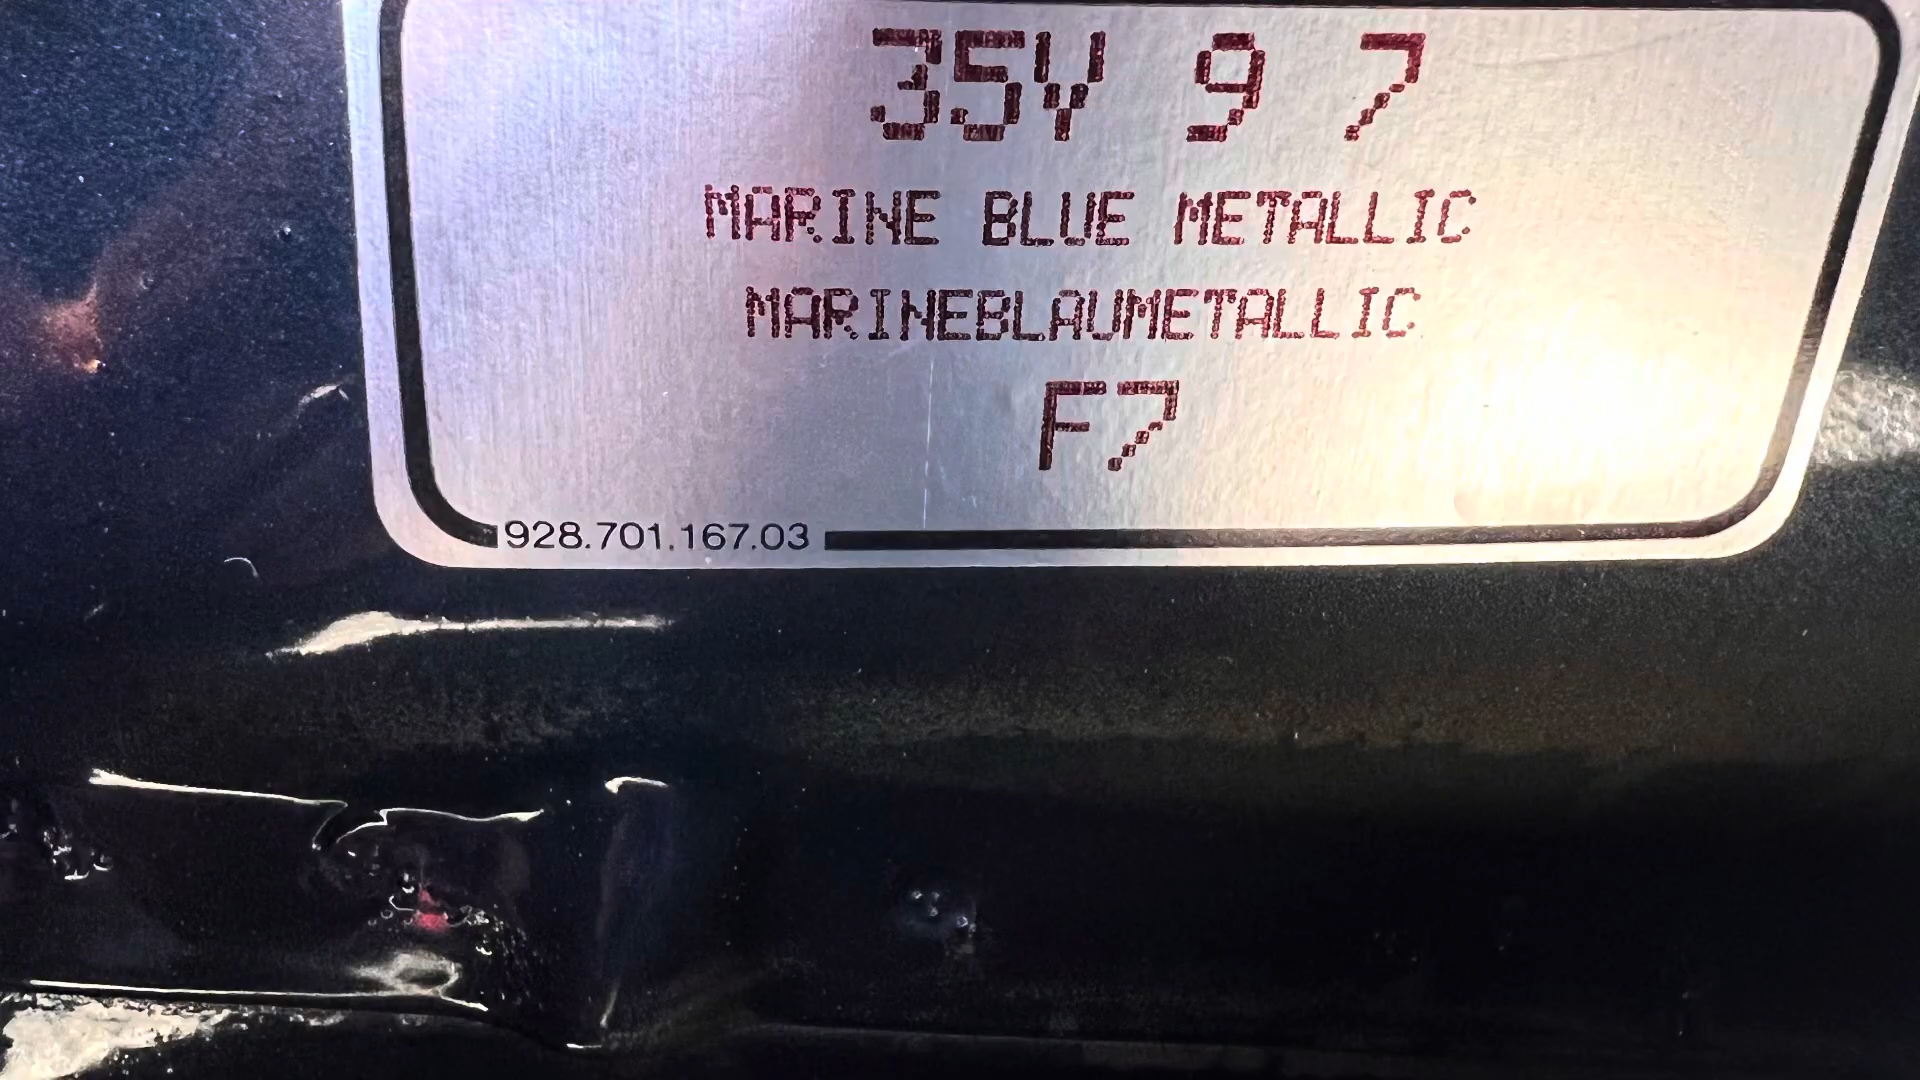 35V 9 7
MARINE BLUE METALLIC
MARINEBLAUMETALLIC
F7
928.701.167.03